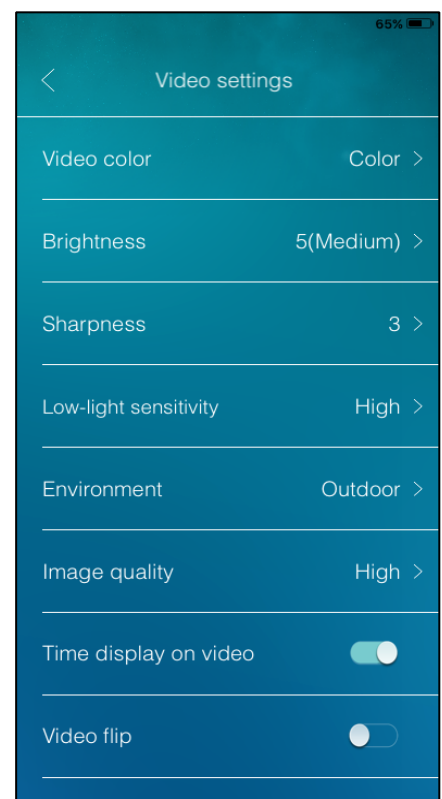 65%
Video settings
Video color Color
Brightness 5(Medium)
Sharpness 3
Low-light sensitivity High
Environment Outdoor
Image quality High
Time display on video
Video flip